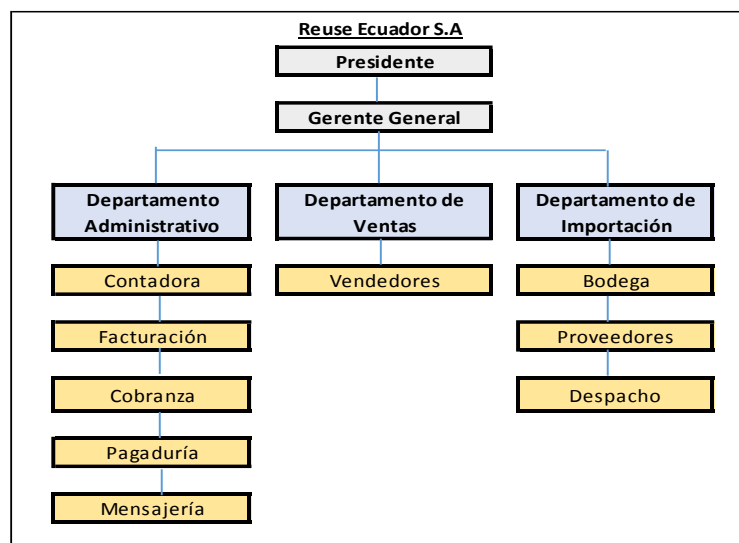 Reuse Ecuador S.A
Presidente
Gerente General
Departamento
Administrativo
Departamento de
Ventas
Departamento de
Importación
Contadora
Vendedores
Bodega
Facturación
Proveedores
Cobranza
Despacho
Pagaduría
Mensajería